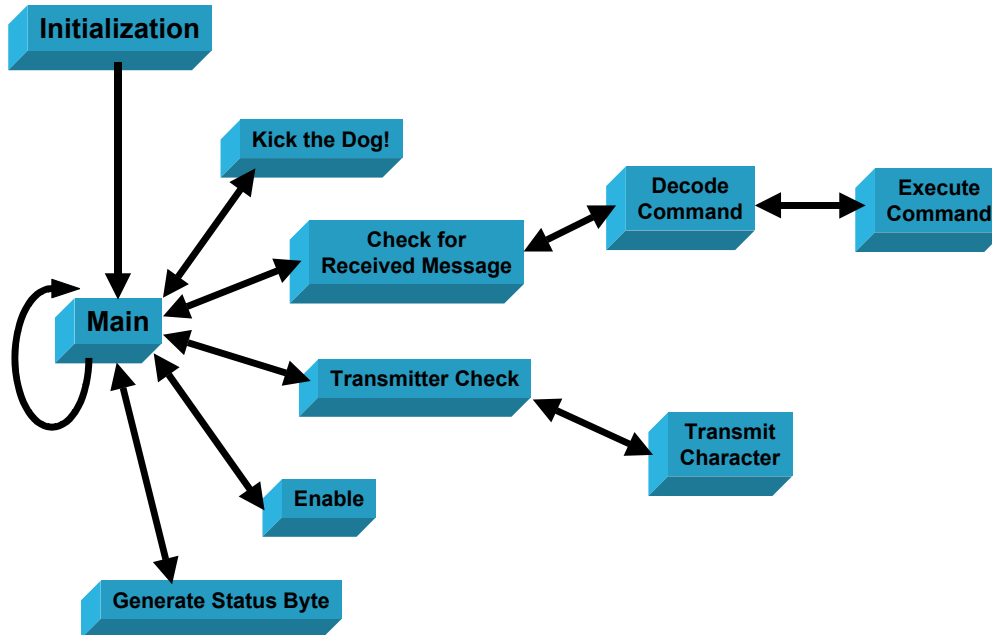 Initialization
Kick the Dog!
Decode
Command
Execute
Command
Check for
Received Message
Main
Transmitter Check
Transmit
Character
Enable
Generate Status Byte